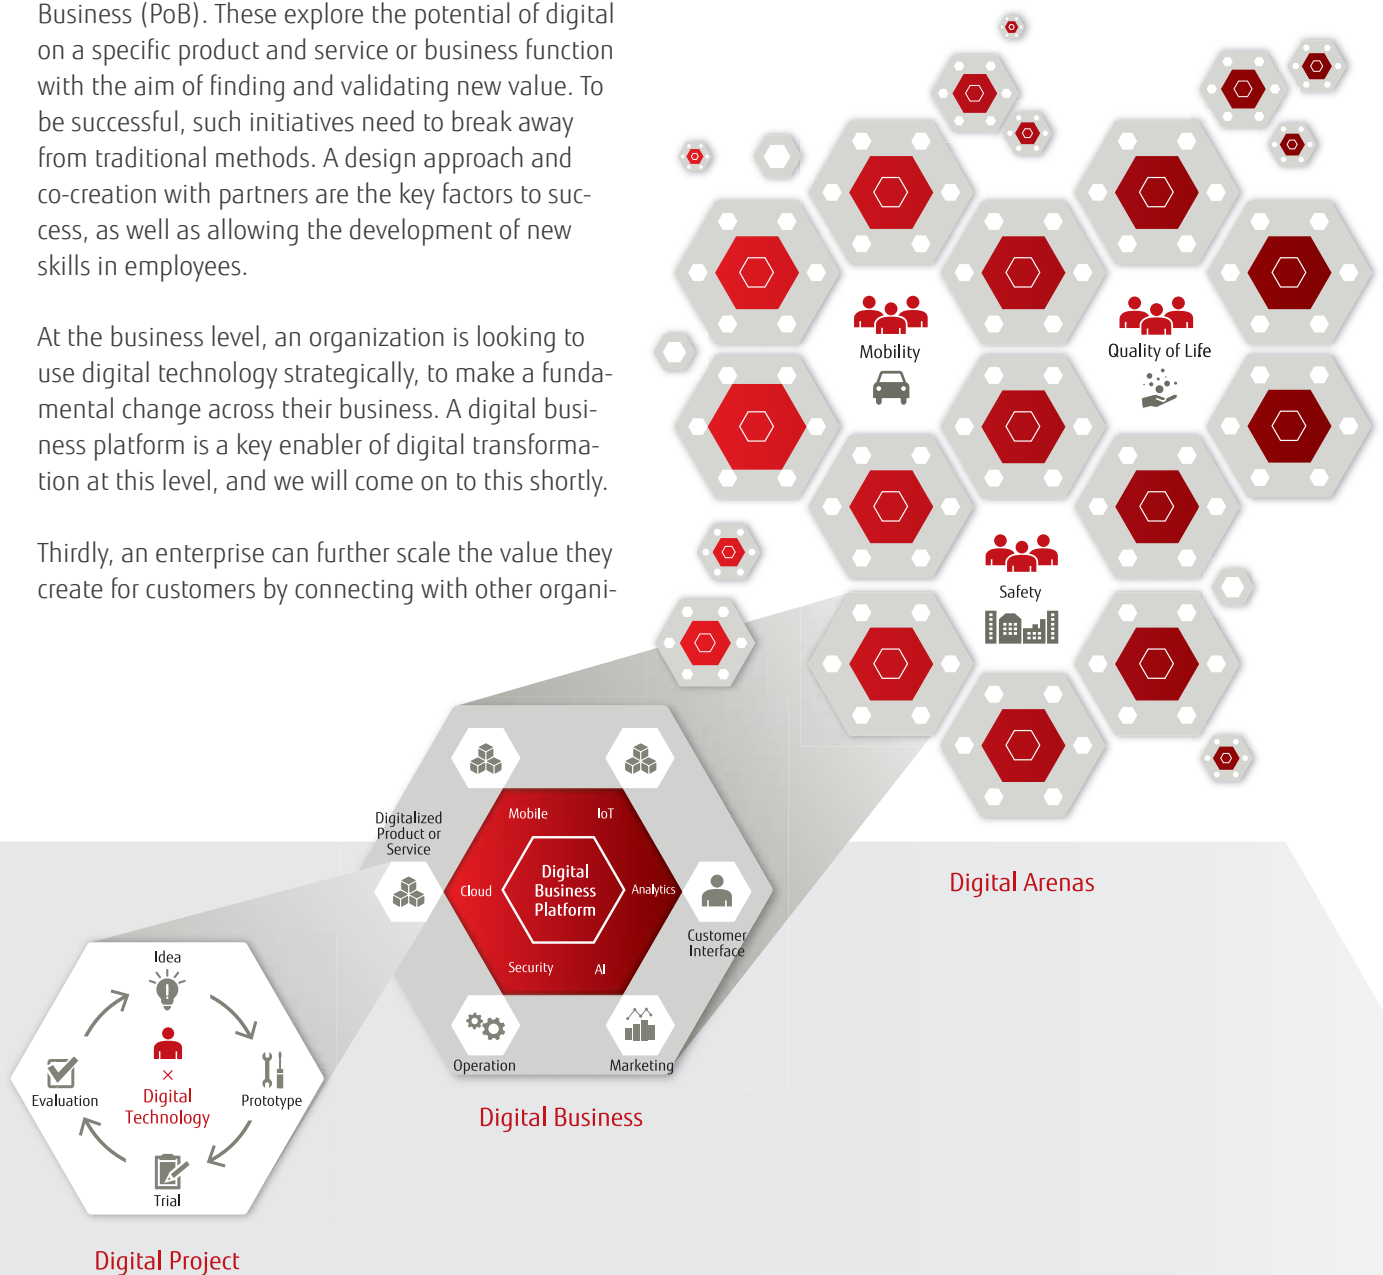 Business (PoB). These explore the potential of digital
on a specific product and service or business function
with the aim of finding and validating new value. To
be successful, such initiatives need to break away
from traditional methods. A design approach and
co-creation with partners are the key factors to suc-
cess, as well as allowing the development of new
skills in employees.
At the business level, an organization is looking to
use digital technology strategically, to make a funda-
mental change across their business. A digital busi-
ness platform is a key enabler of digital transforma-
tion at this level, and we will come on to this shortly.
Thirdly, an enterprise can further scale the value they
create for customers by connecting with other organi-
Mobility
Quality of Life
Safety
Digital Arenas
Digitalized
Product or
Service
Mobile
IoT
Cloud
Digital
Business
Platform
Analytics
Security
AI
Customer
Interface
Operation
Marketing
Digital Business
Idea
Evaluation
×
Digital
Technology
Prototype
Trial
Digital Project